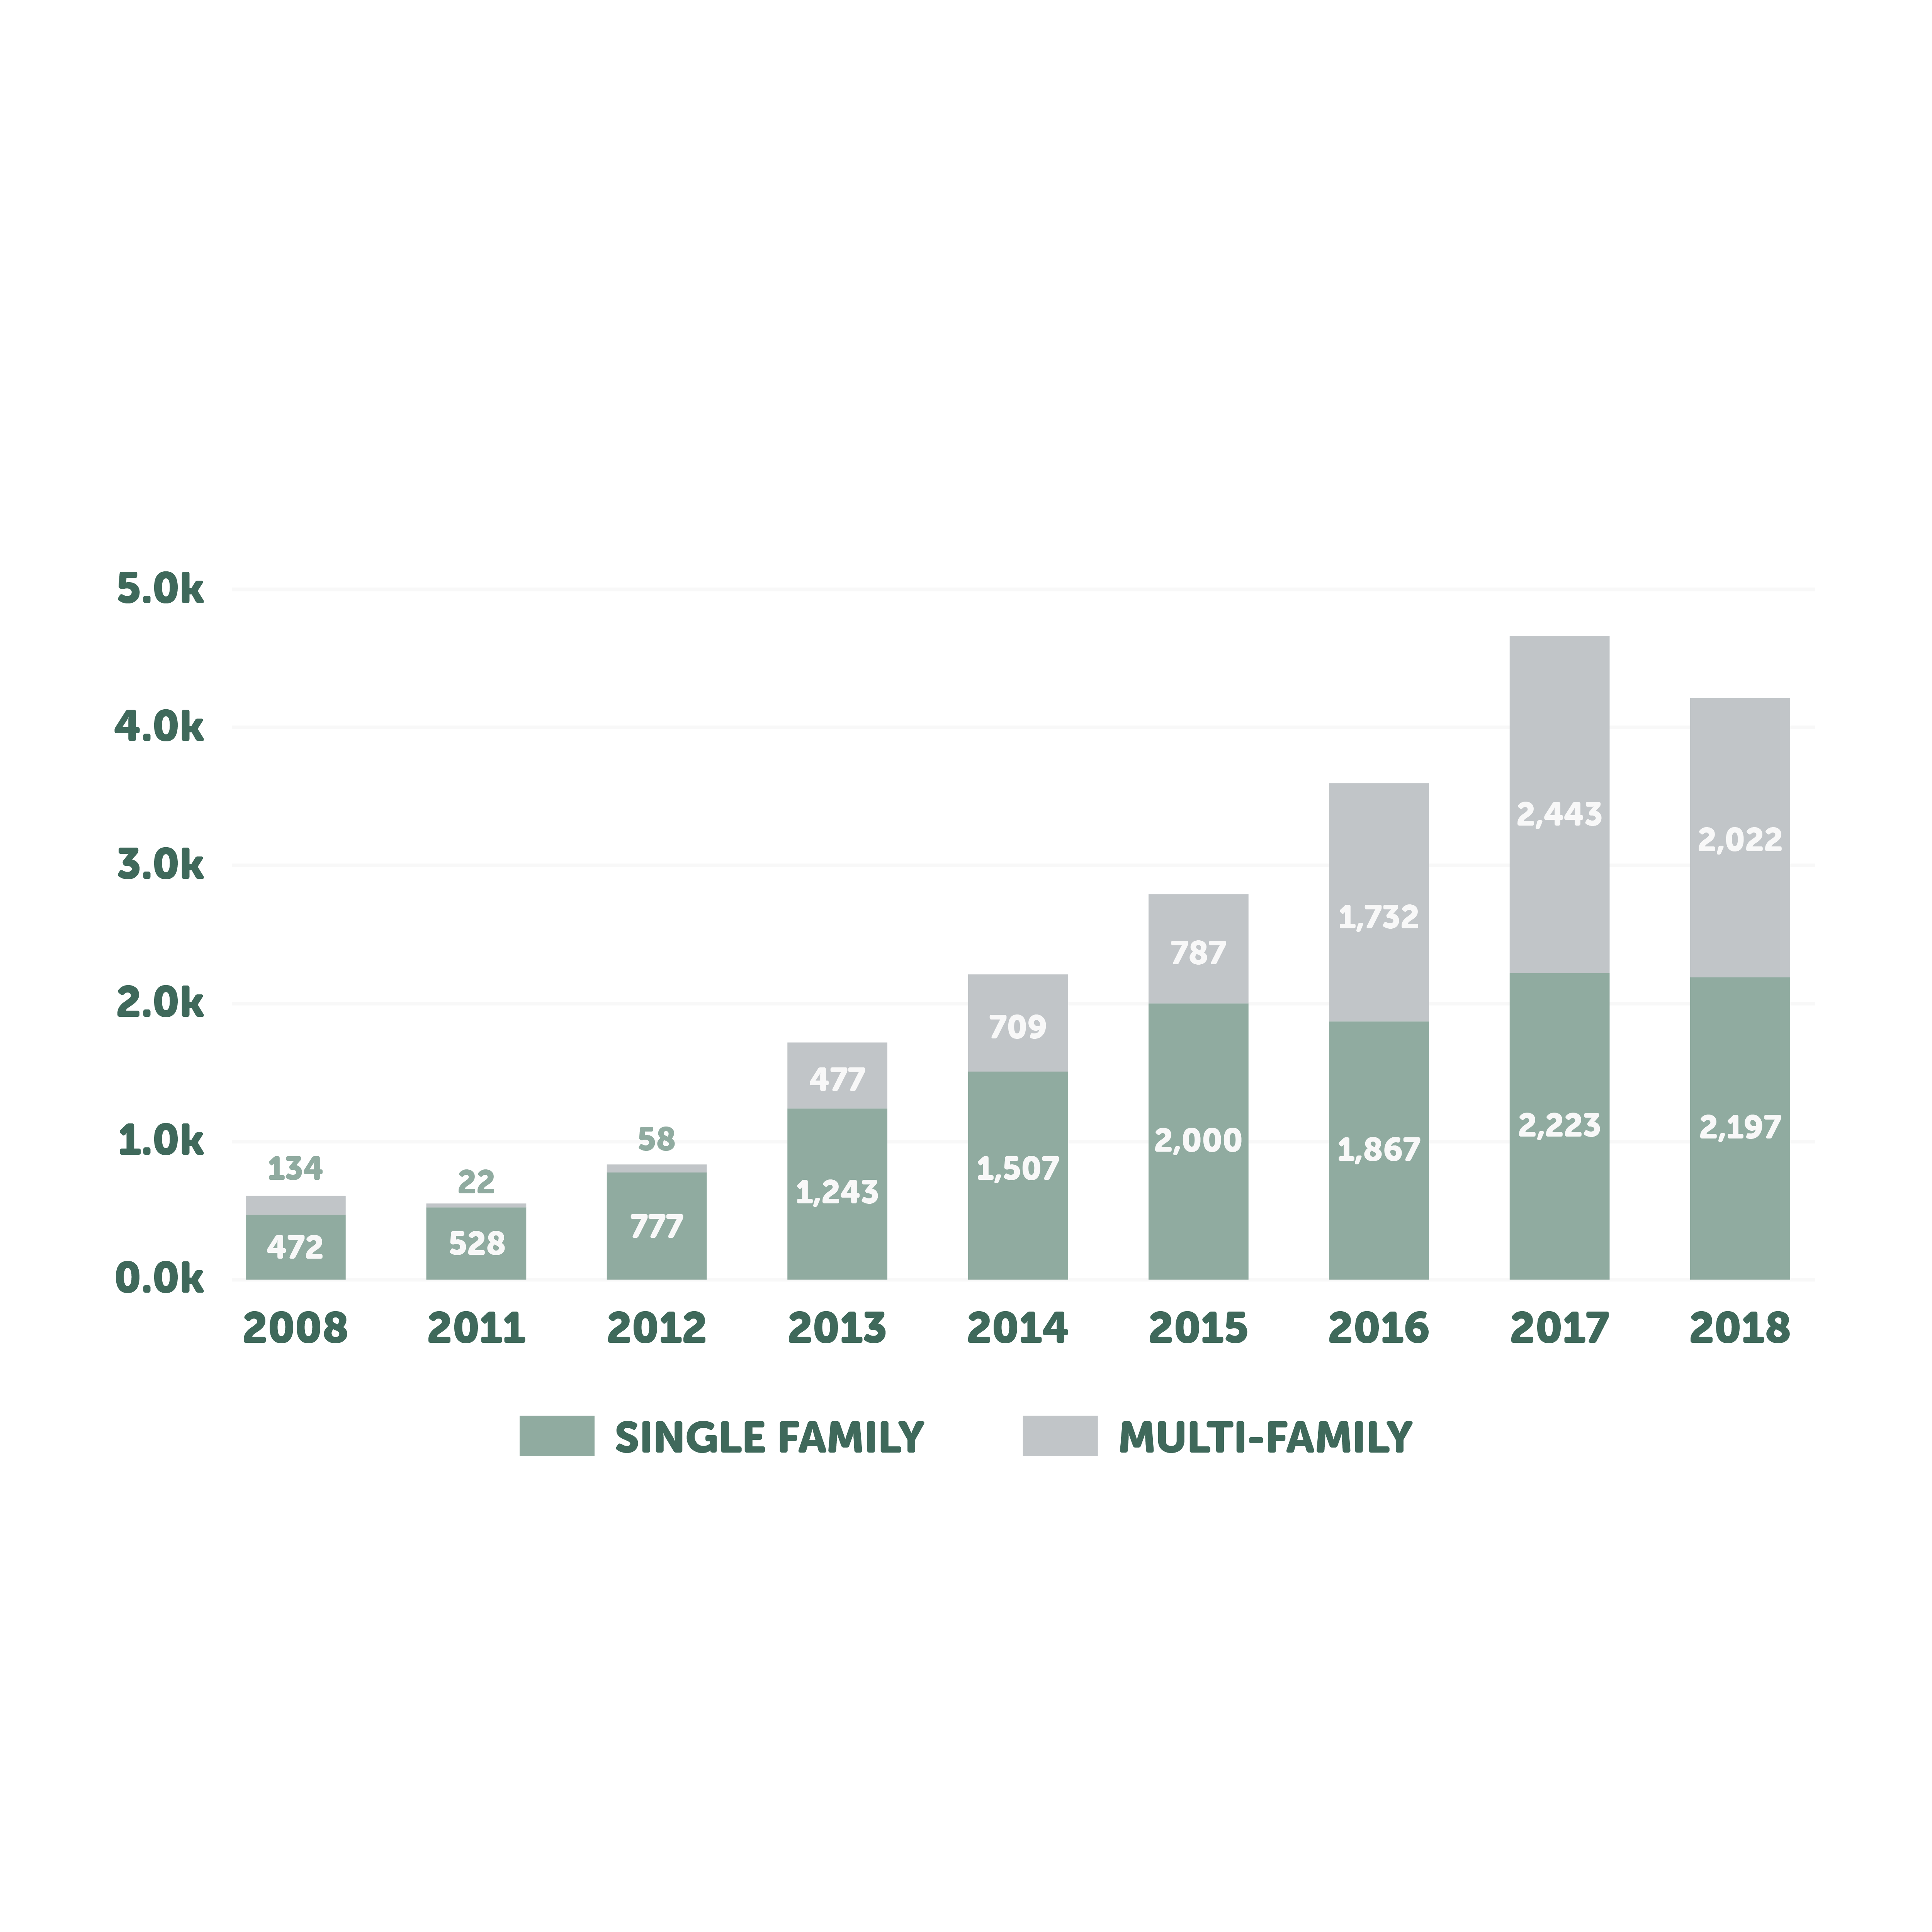 5.0k
4.0k
2,443
2,022
3.0k
1,732
787
2.0k
709
477
2,223
2,197
1.0k
58
2,000
1,867
134
22
1,507
1,243
777
472
528
0.0k
2008 2011 2012 2013 2014 2015 2016 2017 2018
SINGLE FAMILY MULTI-FAMILY